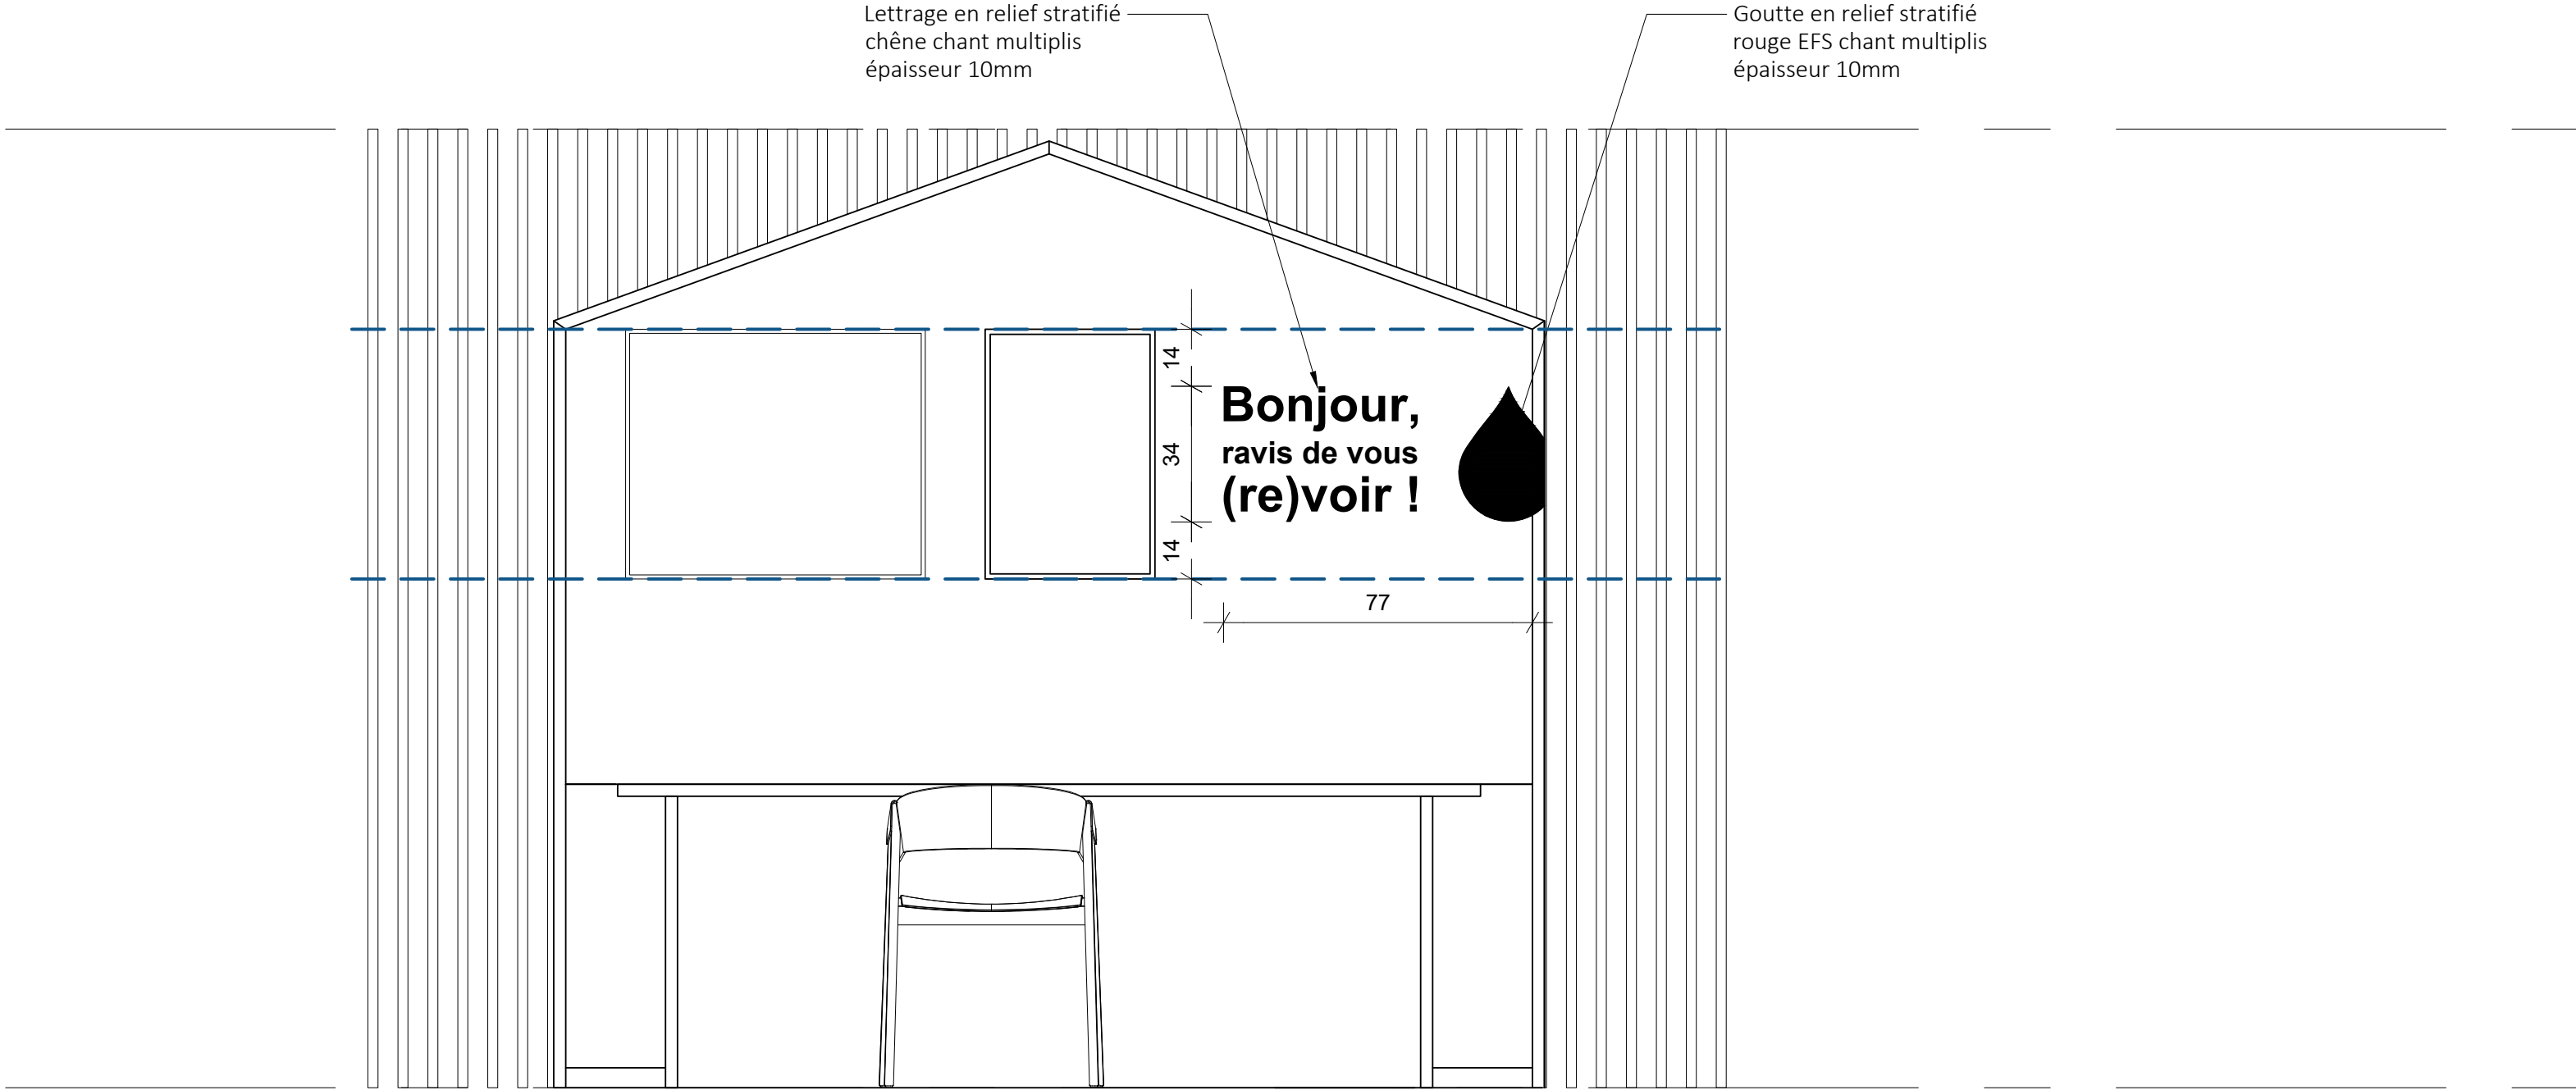 Lettrage en relief stratifié
chêne chant multiplis
épaisseur 10mm
Goutte en relief stratifié
rouge EFS chant multiplis
épaisseur 10mm
14
34
14
Bonjour,
ravis de vous
(re)voir !
77